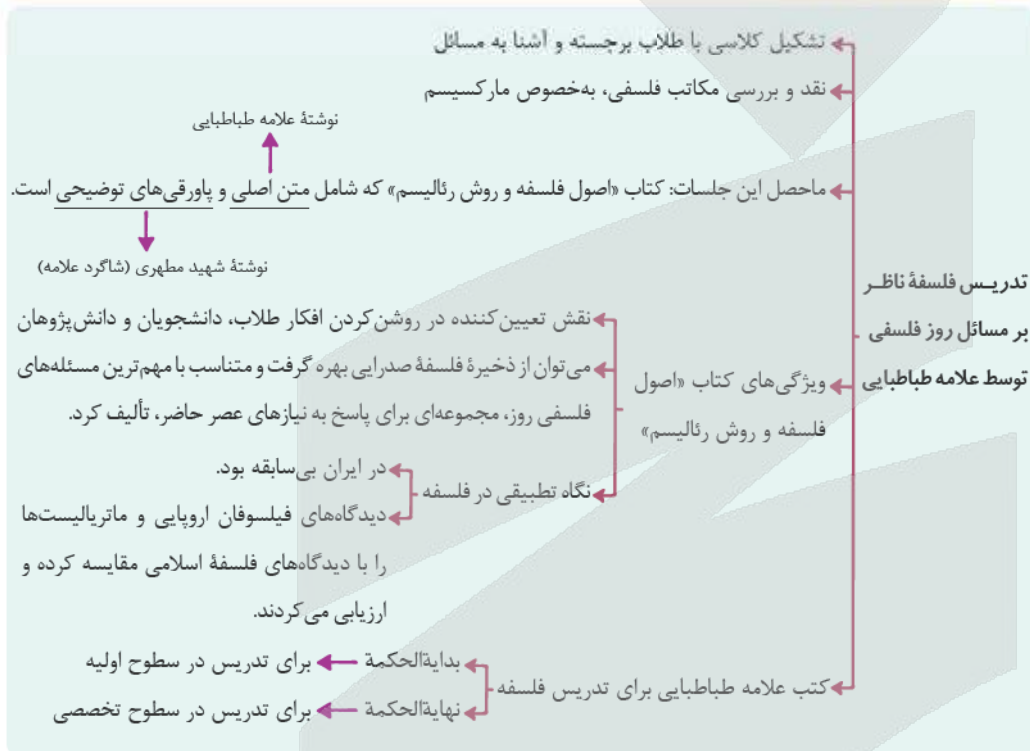 تدریـس فلسفهٔ ناظـر
بر مسائل روز فلسفی
توسط علامه طباطبایی
تشکیل کلاسی با طلاب برجسته و آشنا به مسائل
نقد و بررسی مکاتب فلسفی، به‌خصوص مارکسیسم
نوشتهٔ علامه طباطبایی
ماحصل این جلسات: کتاب «اصول فلسفه و روش رئالیسم» که شامل متن اصلی و پاورقی‌های توضیحی است.
نوشتهٔ شهید مطهری (شاگرد علامه)
ویژگی‌های کتاب «اصول
فلسفه و روش رئالیسم»
نقش تعیین‌کننده در روشن‌کردن افکار طلاب، دانشجویان و دانش‌پژوهان
می‌توان از ذخیرهٔ فلسفهٔ صدرایی بهره گرفت و متناسب با مهم‌ترین مسئله‌های
فلسفی روز، مجموعه‌ای برای پاسخ به نیازهای عصر حاضر، تألیف کرد.
نگاه تطبیقی در فلسفه
در ایران بی‌سابقه بود.
دیدگاه‌های فیلسوفان اروپایی و ماتریالیست‌ها
را با دیدگاه‌های فلسفهٔ اسلامی مقایسه کرده و
ارزیابی می‌کردند.
کتب علامه طباطبایی برای تدریس فلسفه
بدایةالحکمة
برای تدریس در سطوح اولیه
نهایةالحکمة
برای تدریس در سطوح تخصصی